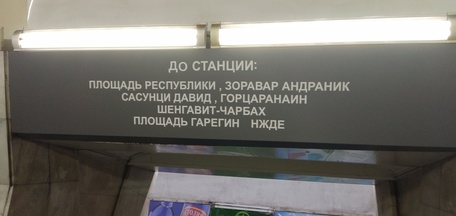 ДО СТАНЦИИ:
ПЛОЩАДЬ РЕСПУБЛИКИ , ЗОРАВАР АНДРАНИК
САСУНЦИ ДАВИД , ГОРЦАРАНАИН
ШЕНГАВИТ-ЧАРБАХ
ПЛОЩАДЬ ГАРЕГИН НЖДЕ